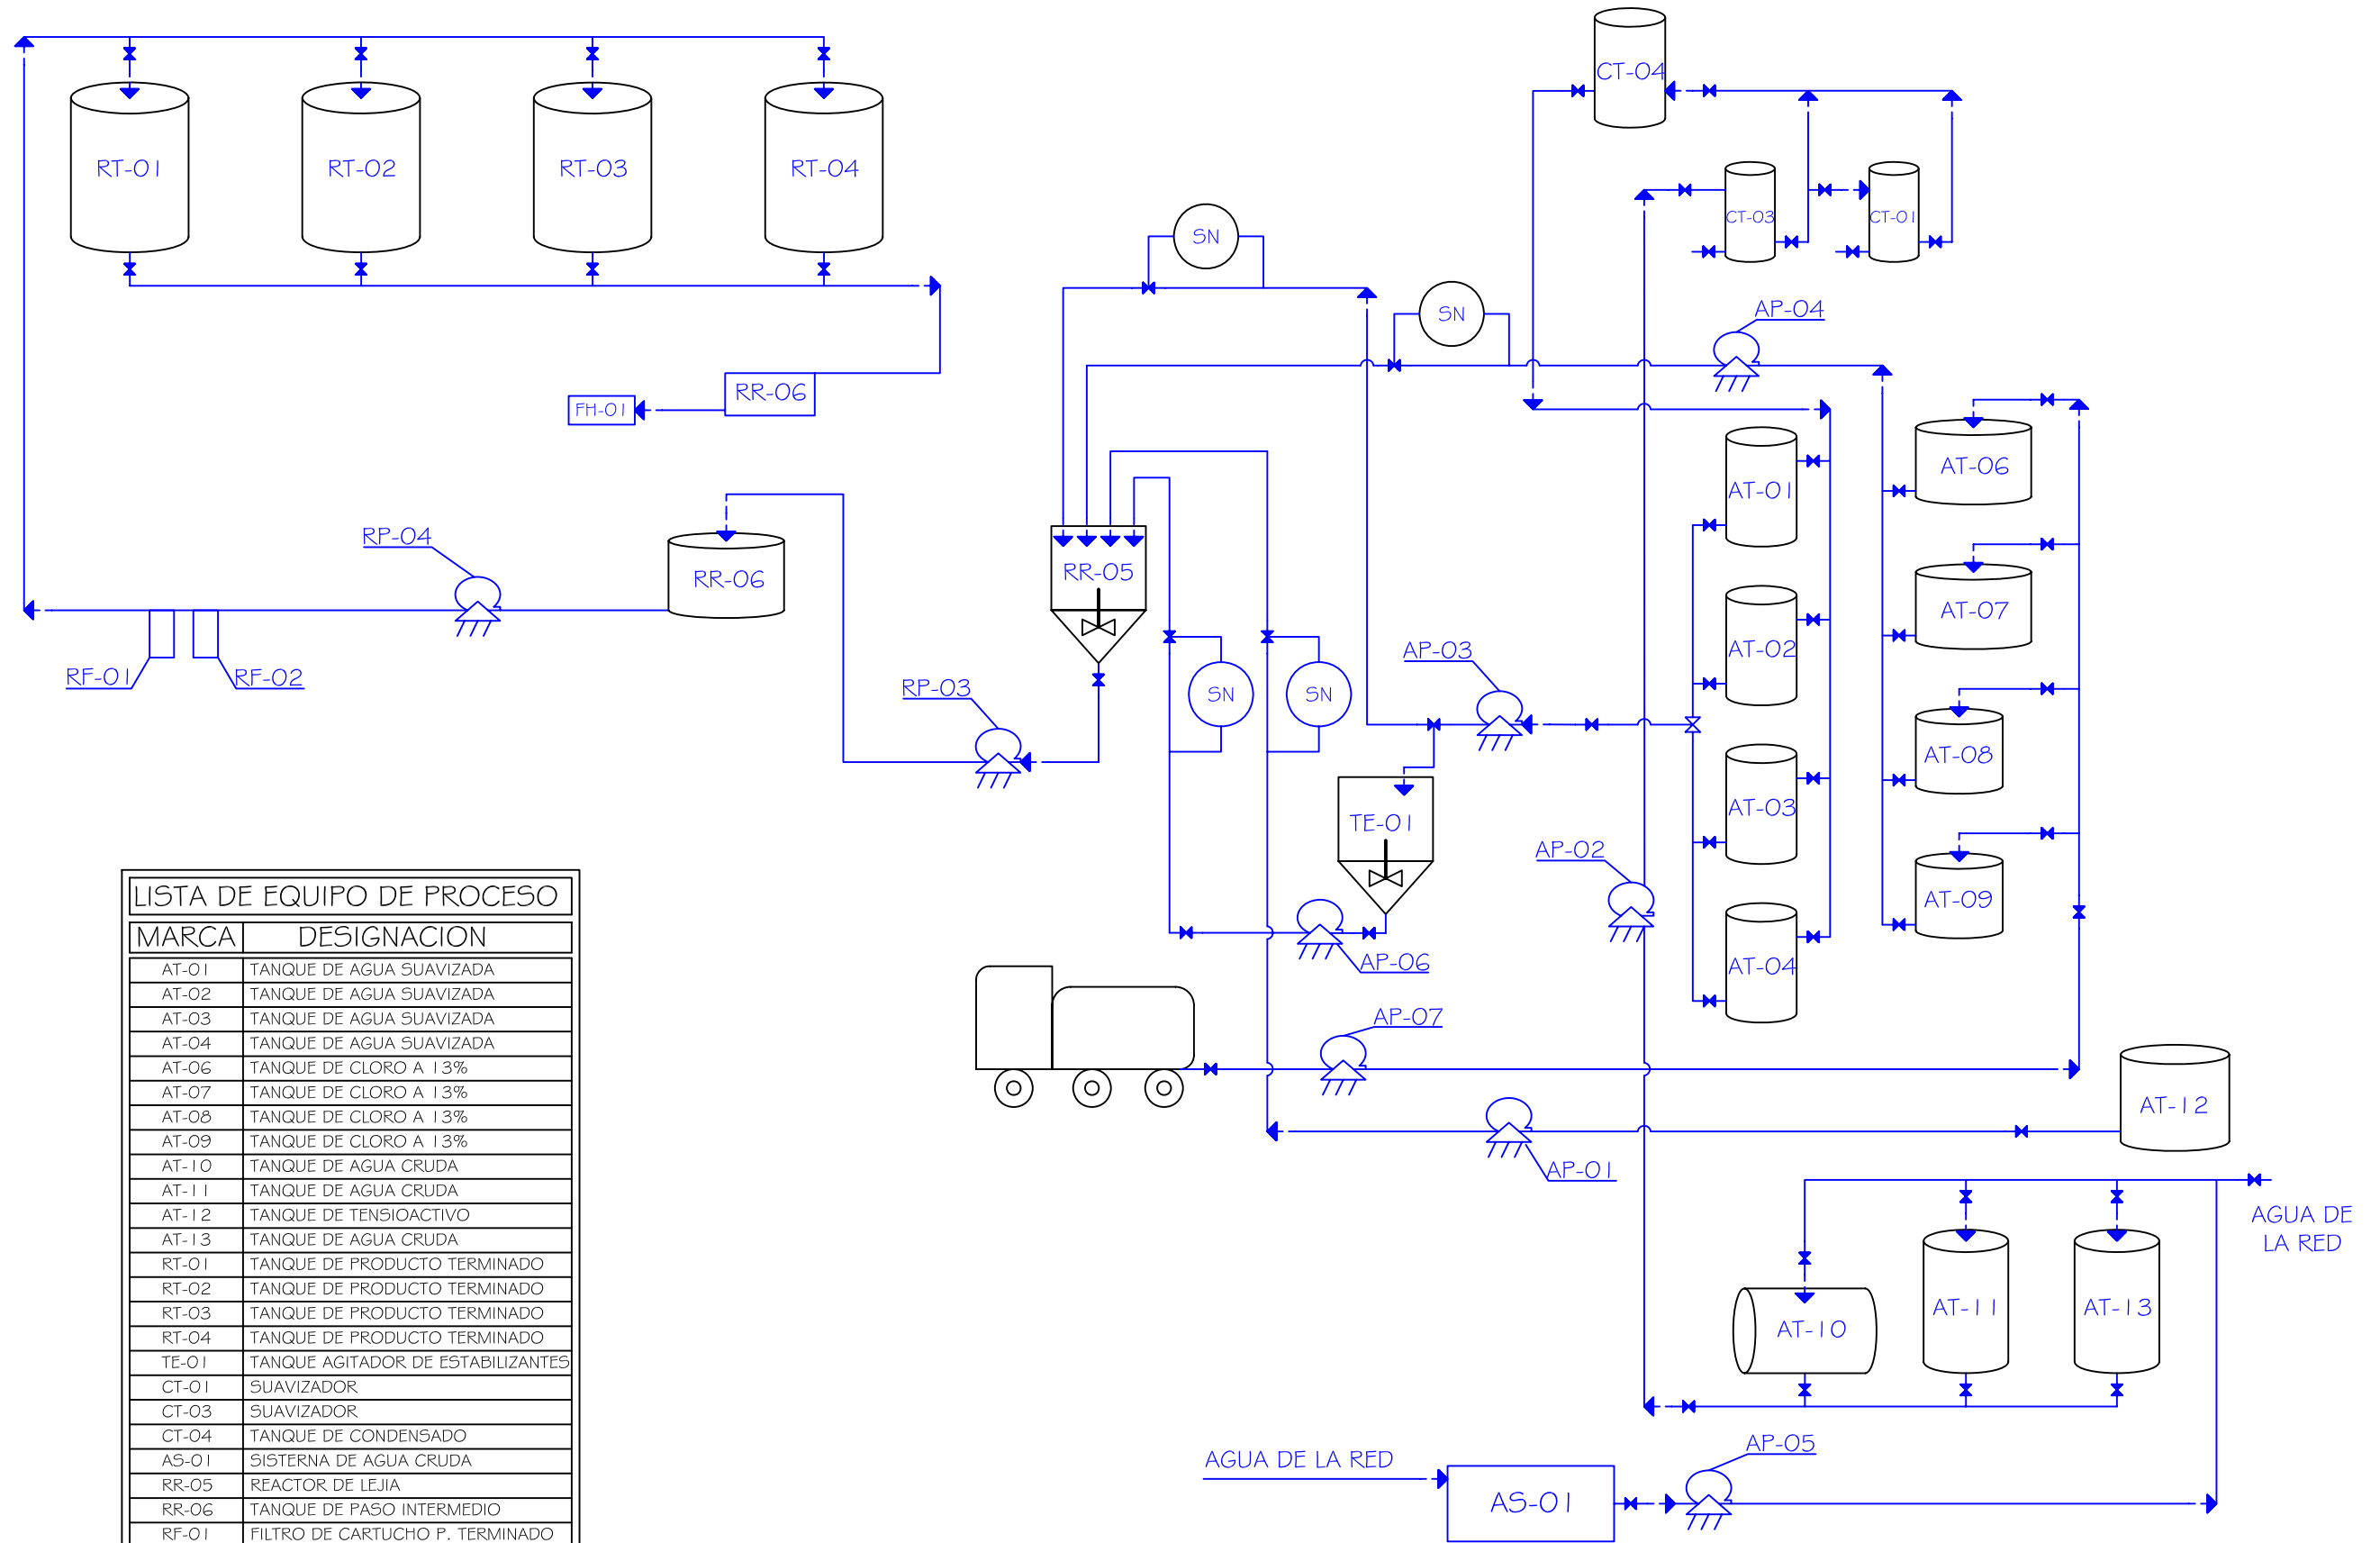 CT-04
RT-01 RT-02 RT-03 RT-04
CT-03 CT-01
SN
SN
AP-04
RR-06
FH-01
AT-06
AT-01
RP-04
RR-06
RR-05
AT-07
AP-03
AT-02
RF-01 RF-02
RP-03
SN SN
AT-08
TE-01
AT-03
AP-02
AT-09
AP-06
AT-04
AP-07
AT-12
AP-01
AGUA DE
LA RED
AT-10
AT-11
AT-13
AP-05
AGUA DE LA RED
AS-01
LISTA DE EQUIPO DE PROCESO
MARCA DESIGNACION
AT-01 TANQUE DE AGUA SUAVIZADA
AT-02 TANQUE DE AGUA SUAVIZADA
AT-03 TANQUE DE AGUA SUAVIZADA
AT-04 TANQUE DE AGUA SUAVIZADA
AT-06 TANQUE DE CLORO A 13%
AT-07 TANQUE DE CLORO A 13%
AT-08 TANQUE DE CLORO A 13%
AT-09 TANQUE DE CLORO A 13%
AT-10 TANQUE DE AGUA CRUDA
AT-11 TANQUE DE AGUA CRUDA
AT-12 TANQUE DE TENSIOACTIVO
AT-13 TANQUE DE AGUA CRUDA
RT-01 TANQUE DE PRODUCTO TERMINADO
RT-02 TANQUE DE PRODUCTO TERMINADO
RT-03 TANQUE DE PRODUCTO TERMINADO
RT-04 TANQUE DE PRODUCTO TERMINADO
TE-01 TANQUE AGITADOR DE ESTABILIZANTES
CT-01 SUAVIZADOR
CT-03 SUAVIZADOR
CT-04 TANQUE DE CONDENSADO
AS-01 SISTERNA DE AGUA CRUDA
RR-05 REACTOR DE LEJIA
RR-06 TANQUE DE PASO INTERMEDIO
RF-01 FILTRO DE CARTUCHO P. TERMINADO